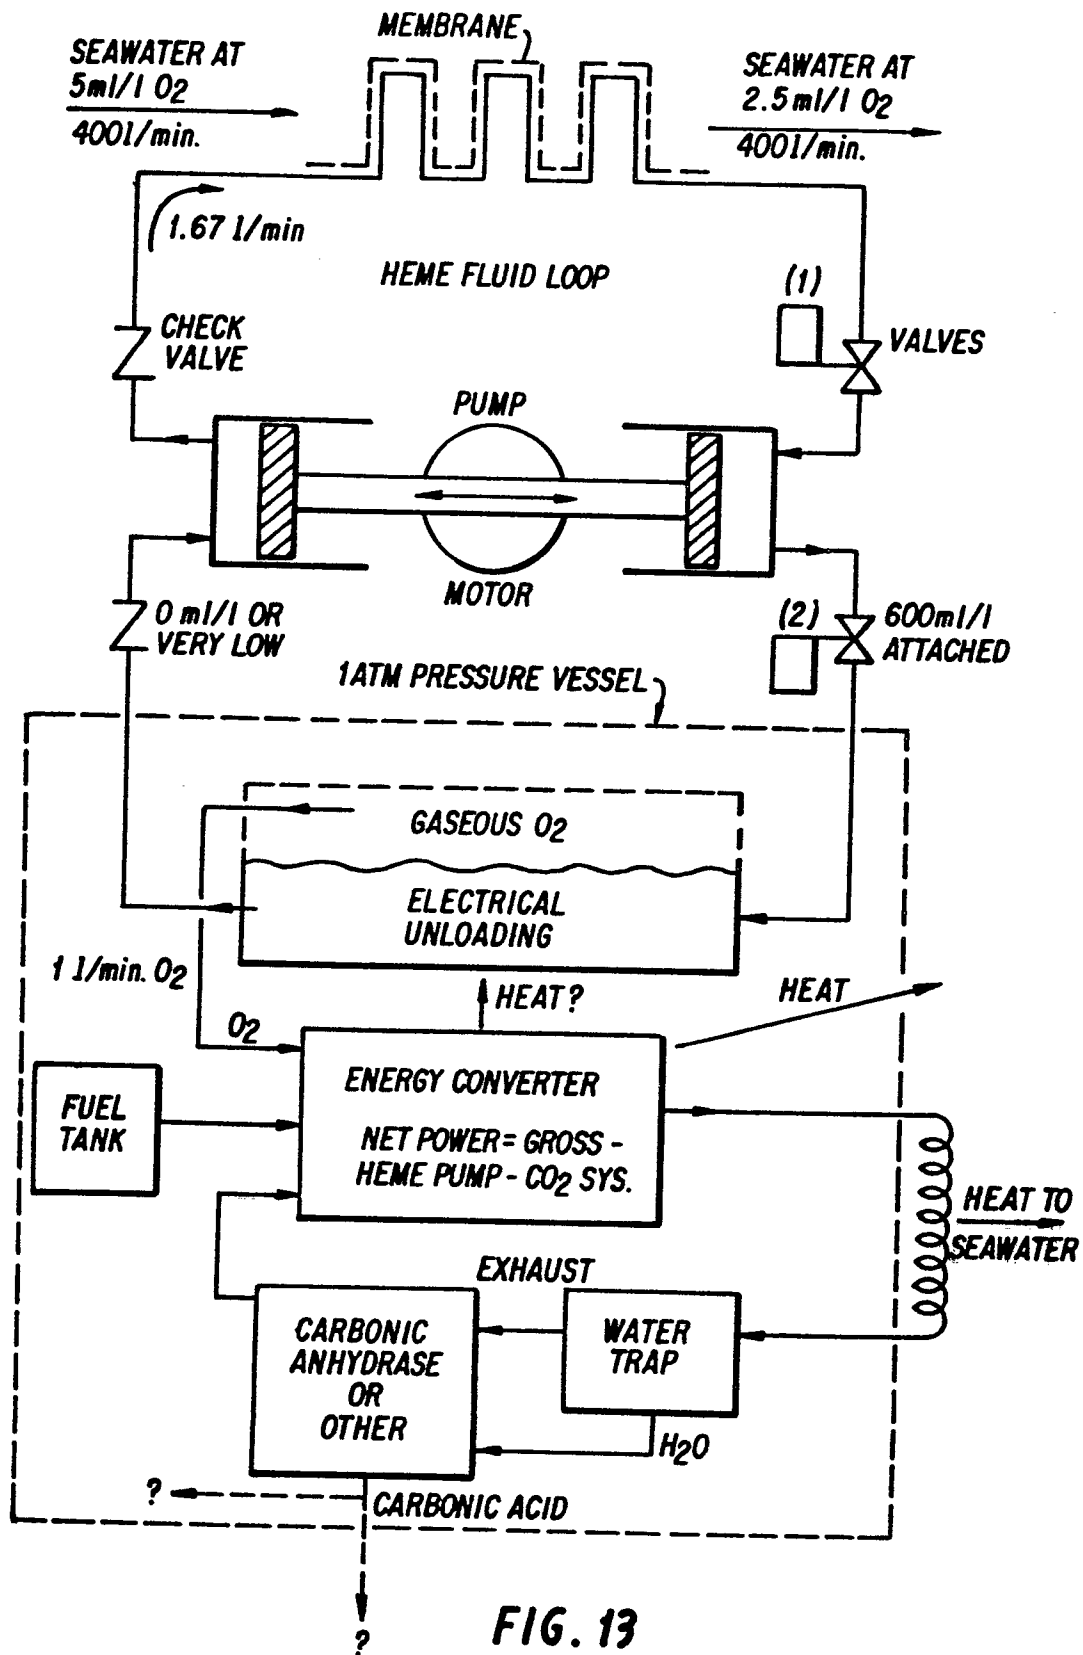 MEMBRANE
SEAWATER AT
5ml/l O2
400l/min.
SEAWATER AT
2.5ml/l O2
400l/min.
1.67 l/min
HEME FLUID LOOP
(1)
CHECK
VALVE
VALVES
PUMP
MOTOR
0 ml/l OR
VERY LOW
(2)
600ml/l
ATTACHED
1ATM PRESSURE VESSEL
GASEOUS O2
ELECTRICAL
UNLOADING
1 l/min. O2
HEAT?
HEAT
O2
ENERGY CONVERTER
NET POWER = GROSS -
HEME PUMP - CO2 SYS.
FUEL
TANK
HEAT TO
SEAWATER
EXHAUST
CARBONIC
ANHYDRASE
OR
OTHER
WATER
TRAP
H2O
?
CARBONIC ACID
?
FIG. 13